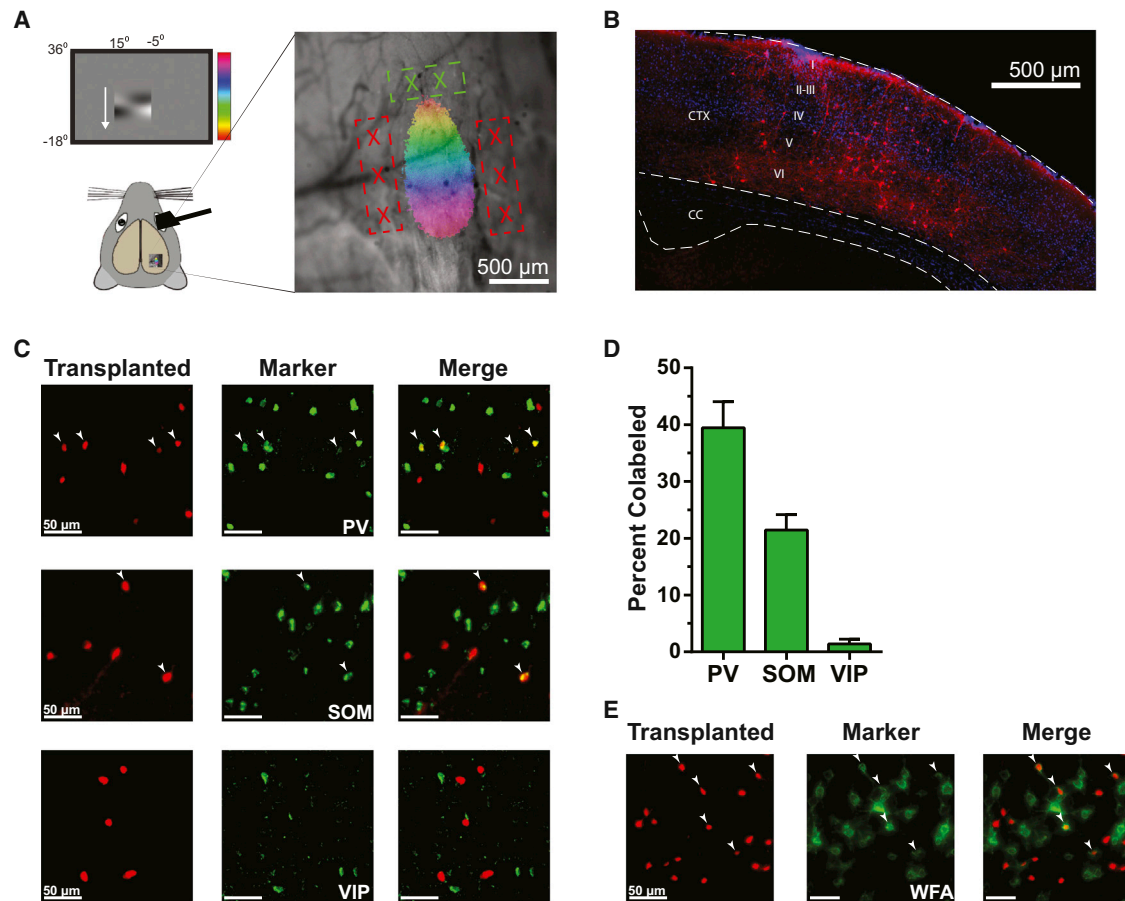 A
36° 15° -5°
-18°
X X
X X
X X
X X
500 µm
B
500 µm
I
II-III
CTX IV
V
VI
CC
C
Transplanted Marker Merge
50 µm PV
50 µm SOM
50 µm VIP
D
Percent Colabeled
50
40
30
20
10
0
PV SOM VIP
E
Transplanted Marker Merge
50 µm WFA